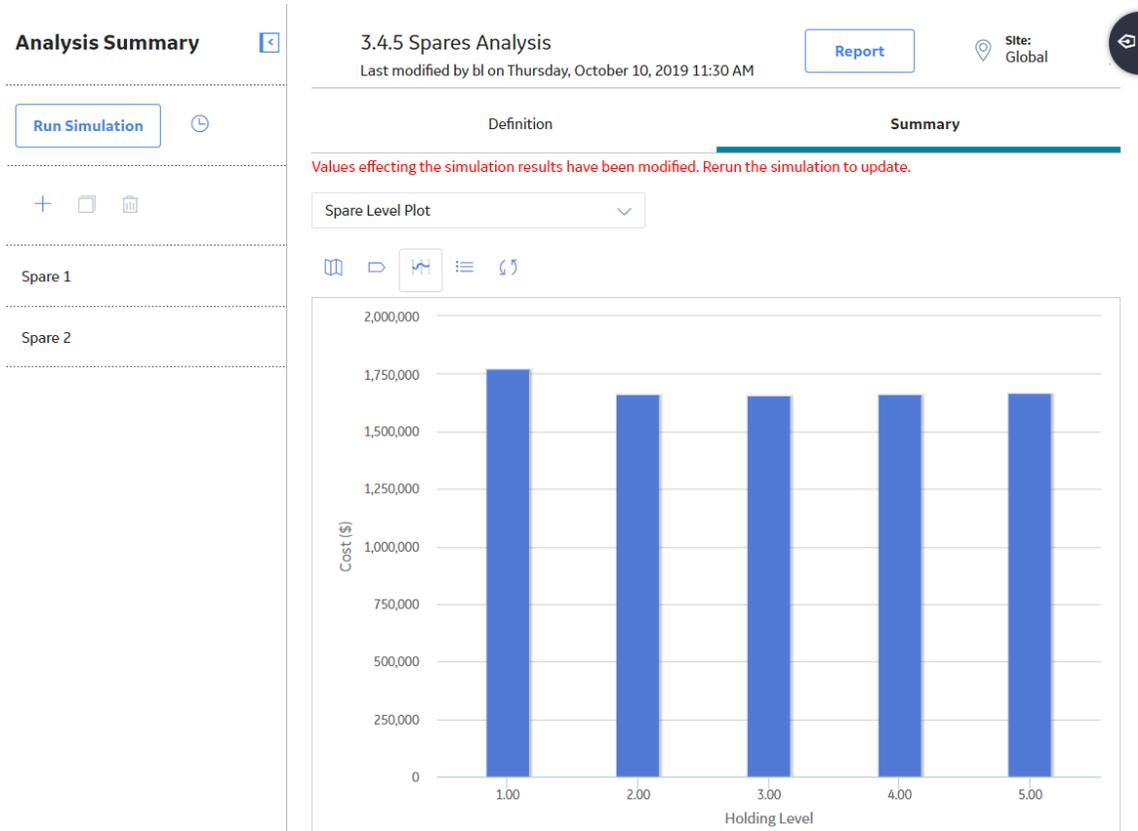 Analysis Summary
Run Simulation
Spare 1
Spare 2
3.4.5 Spares Analysis
Last modified by bl on Thursday, October 10, 2019 11:30 AM
Report
Site:
Global
Definition
Summary
Values effecting the simulation results have been modified. Rerun the simulation to update.
Spare Level Plot
2,000,000
1,750,000
1,500,000
1,250,000
1,000,000
750,000
500,000
250,000
0
Cost ($)
1.00 2.00 3.00 4.00 5.00
Holding Level